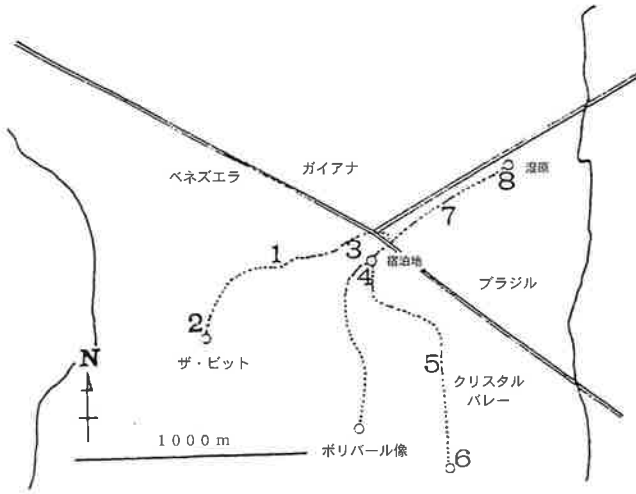 ベネズエラ
ガイアナ
8
湿原
7
3
1
宿泊地
4
ブラジル
2
ザ・ピット
N
5
クリスタル
バレー
1000m
ボリバール像
6